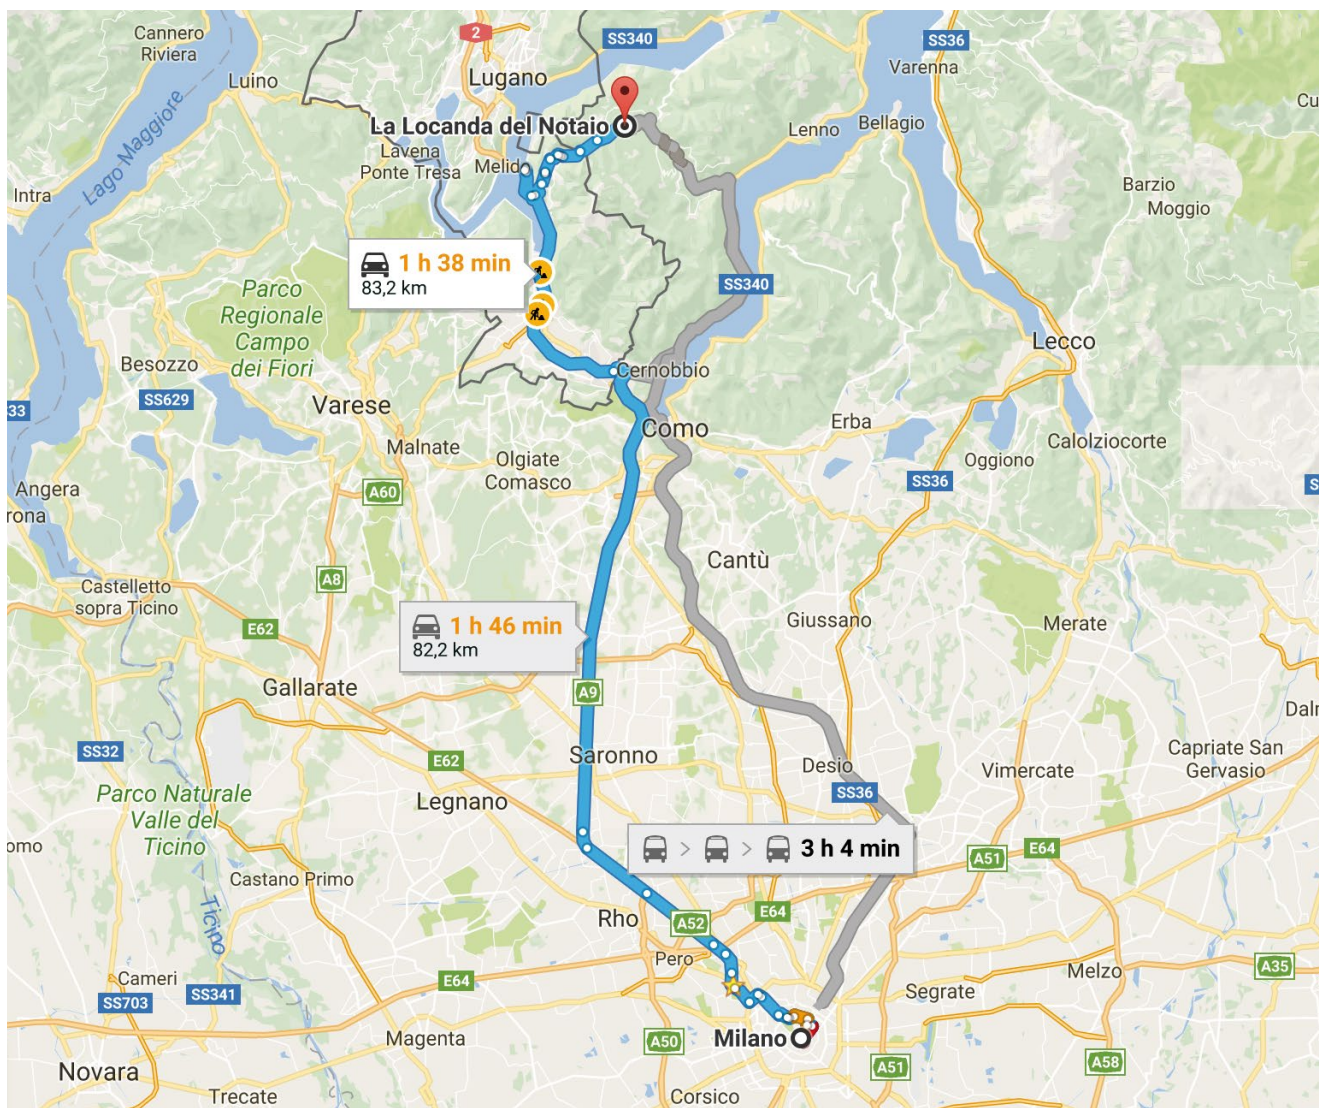 Cannero
Riviera
2
SS340
SS36
Luino
Lugano
Varenna
Cu
La Locanda del Notaio
Lenno
Bellagio
Lavena
Ponte Tresa
Melide
Lago Maggiore
Intra
Barzio
Moggio
1 h 38 min
83,2 km
SS340
Parco
Regionale
Campo
dei Fiori
Lecco
Besozzo
Cernobbio
SS629
33
Varese
Como
Erba
Malnate
Calolziocorte
Olgiate
Comasco
Oggiono
SS36
S
Angera
rona
A60
Cantù
A8
Castelletto
sopra Ticino
E62
1 h 46 min
82,2 km
Giussano
Merate
Gallarate
A9
Dalr
SS32
Saronno
E62
Desio
Vimercate
Capriate San
Gervasio
Parco Naturale
Valle del
Ticino
Legnano
SS36
omo
3 h 4 min
A51
E64
Castano Primo
Ticino
Rho
A52
E64
Pero
Cameri
E64
Melzo
A35
SS703
SS341
Segrate
Magenta
Milano
A50
Novara
A51
A58
Trecate
Corsico